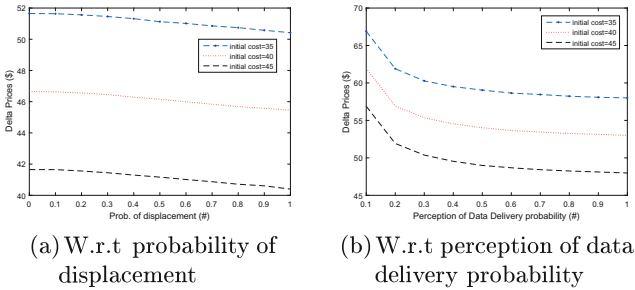 52
50
48
46
44
42
40
Delta Prices ($)
initial cost=35
initial cost=40
initial cost=45
0 0.1 0.2 0.3 0.4 0.5 0.6 0.7 0.8 0.9 1
Prob. of displacement (#)
(a) W.r.t probability of
displacement
70
65
60
55
50
45
Delta Prices ($)
initial cost=35
initial cost=40
initial cost=45
0.1 0.2 0.3 0.4 0.5 0.6 0.7 0.8 0.9 1
Perception of Data Delivery probability (#)
(b) W.r.t perception of data
delivery probability